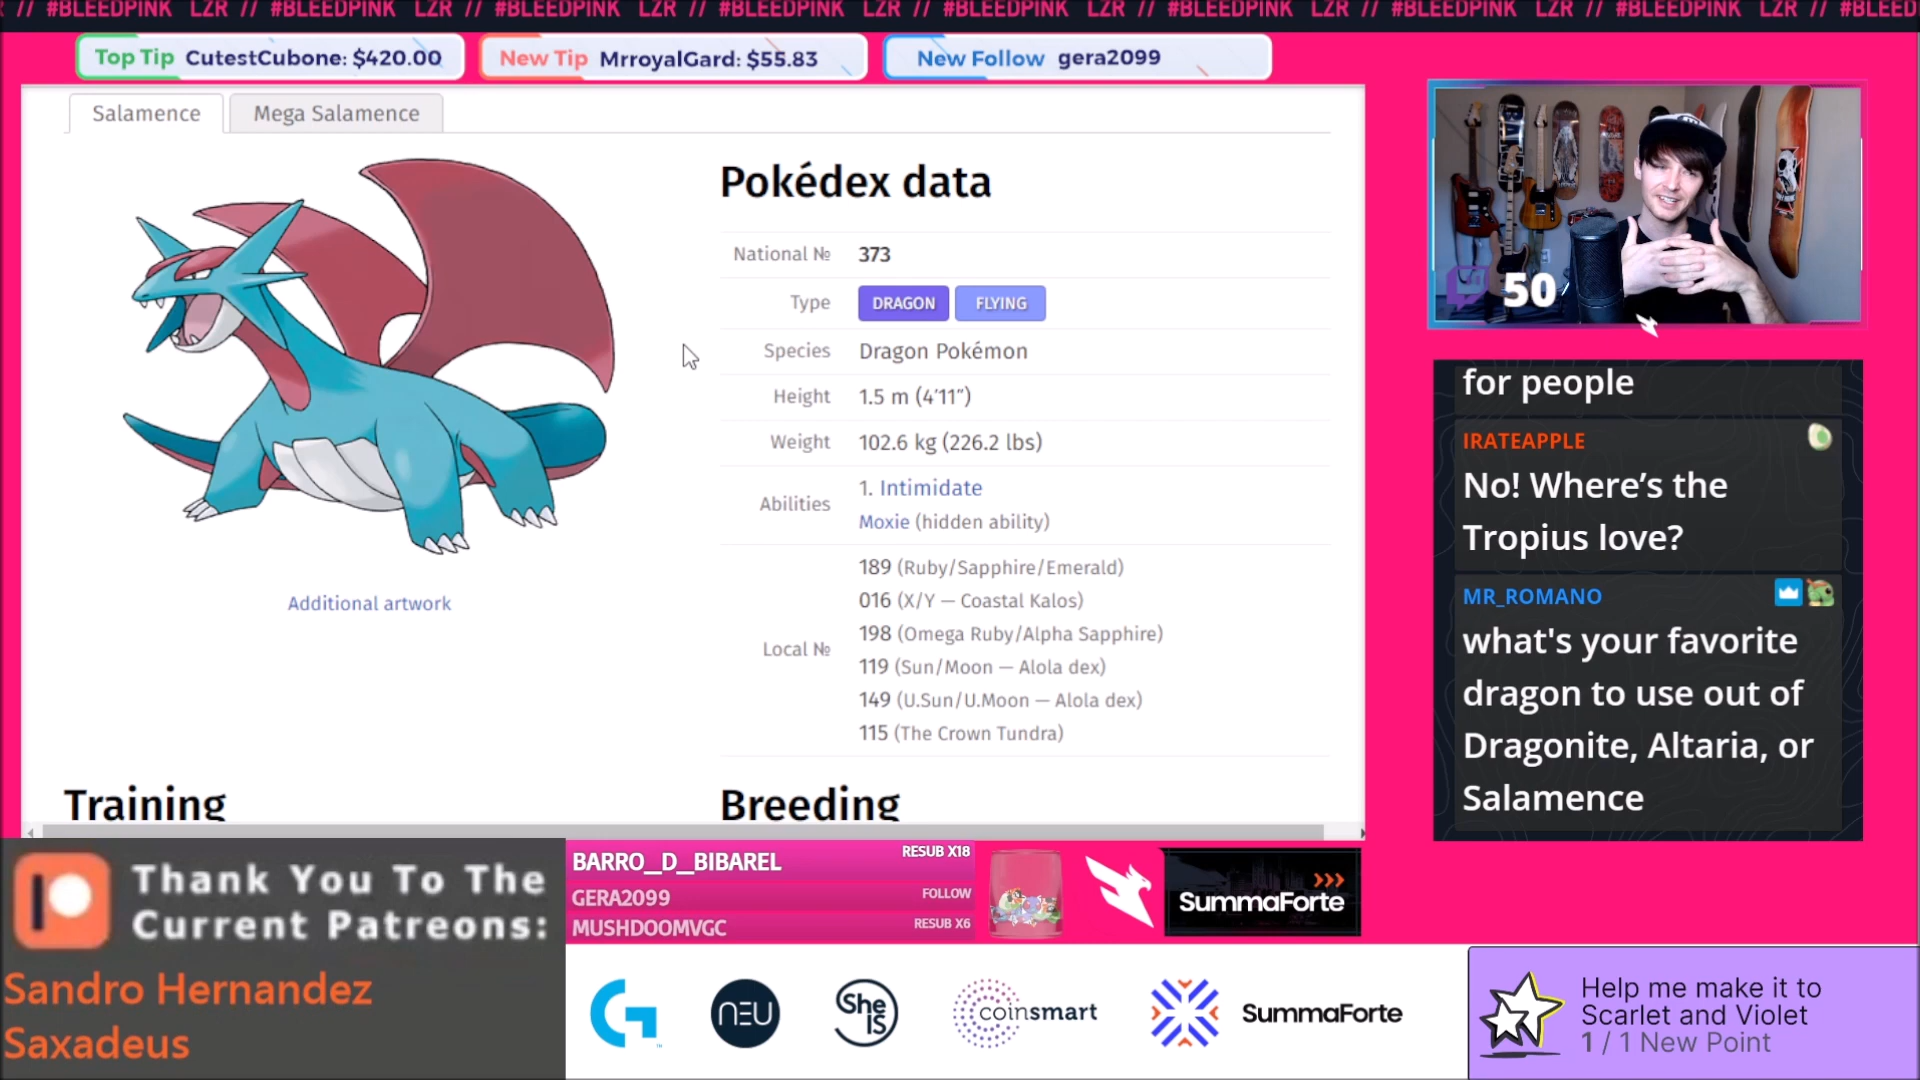 // #BLEEDPINK LZR // #BLEEDPINK LZR // #BLEEDPINK LZR // #BLEEDPINK LZR // #BLEEDPINK LZR // #BLEEDPINK LZR // #BLEEDPINK LZR // #BLEEDPINK LZR // #BLEED
Top Tip CutestCubone: $420.00
New Tip MrroyalGard: $55.83
New Follow gera2099
Salamence
Mega Salamence
Pokédex data
National № 373
Type DRAGON FLYING
Species Dragon Pokémon
Height 1.5 m (4′11″)
Weight 102.6 kg (226.2 lbs)
Abilities 1. Intimidate
Moxie (hidden ability)
Local № 189 (Ruby/Sapphire/Emerald)
016 (X/Y — Coastal Kalos)
198 (Omega Ruby/Alpha Sapphire)
119 (Sun/Moon — Alola dex)
149 (U.Sun/U.Moon — Alola dex)
115 (The Crown Tundra)
Additional artwork
Training
Breeding
50
for people
IRATEAPPLE
No! Where's the
Tropius love?
MR_ROMANO
what's your favorite
dragon to use out of
Dragonite, Altaria, or
Salamence
Thank You To The
Current Patreons:
Sandro Hernandez
Saxadeus
BARRO__D_BIBAREL RESUB X18
GERA2099 FOLLOW
MUSHDOOMVGC RESUB X6
>>>
SummaForte
G
NEU
She
IS
coinsmart
SummaForte
Help me make it to
Scarlet and Violet
1 / 1 New Point